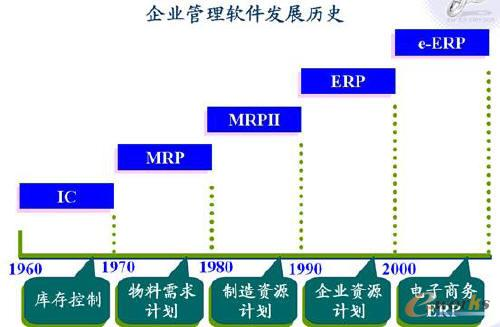 企业管理软件发展历史
e-ERP
ERP
MRPII
MRP
IC
1960
1970
1980
1990
2000
库存控制
物料需求
计划
制造资源
计划
企业资源
计划
电子商务
ERP